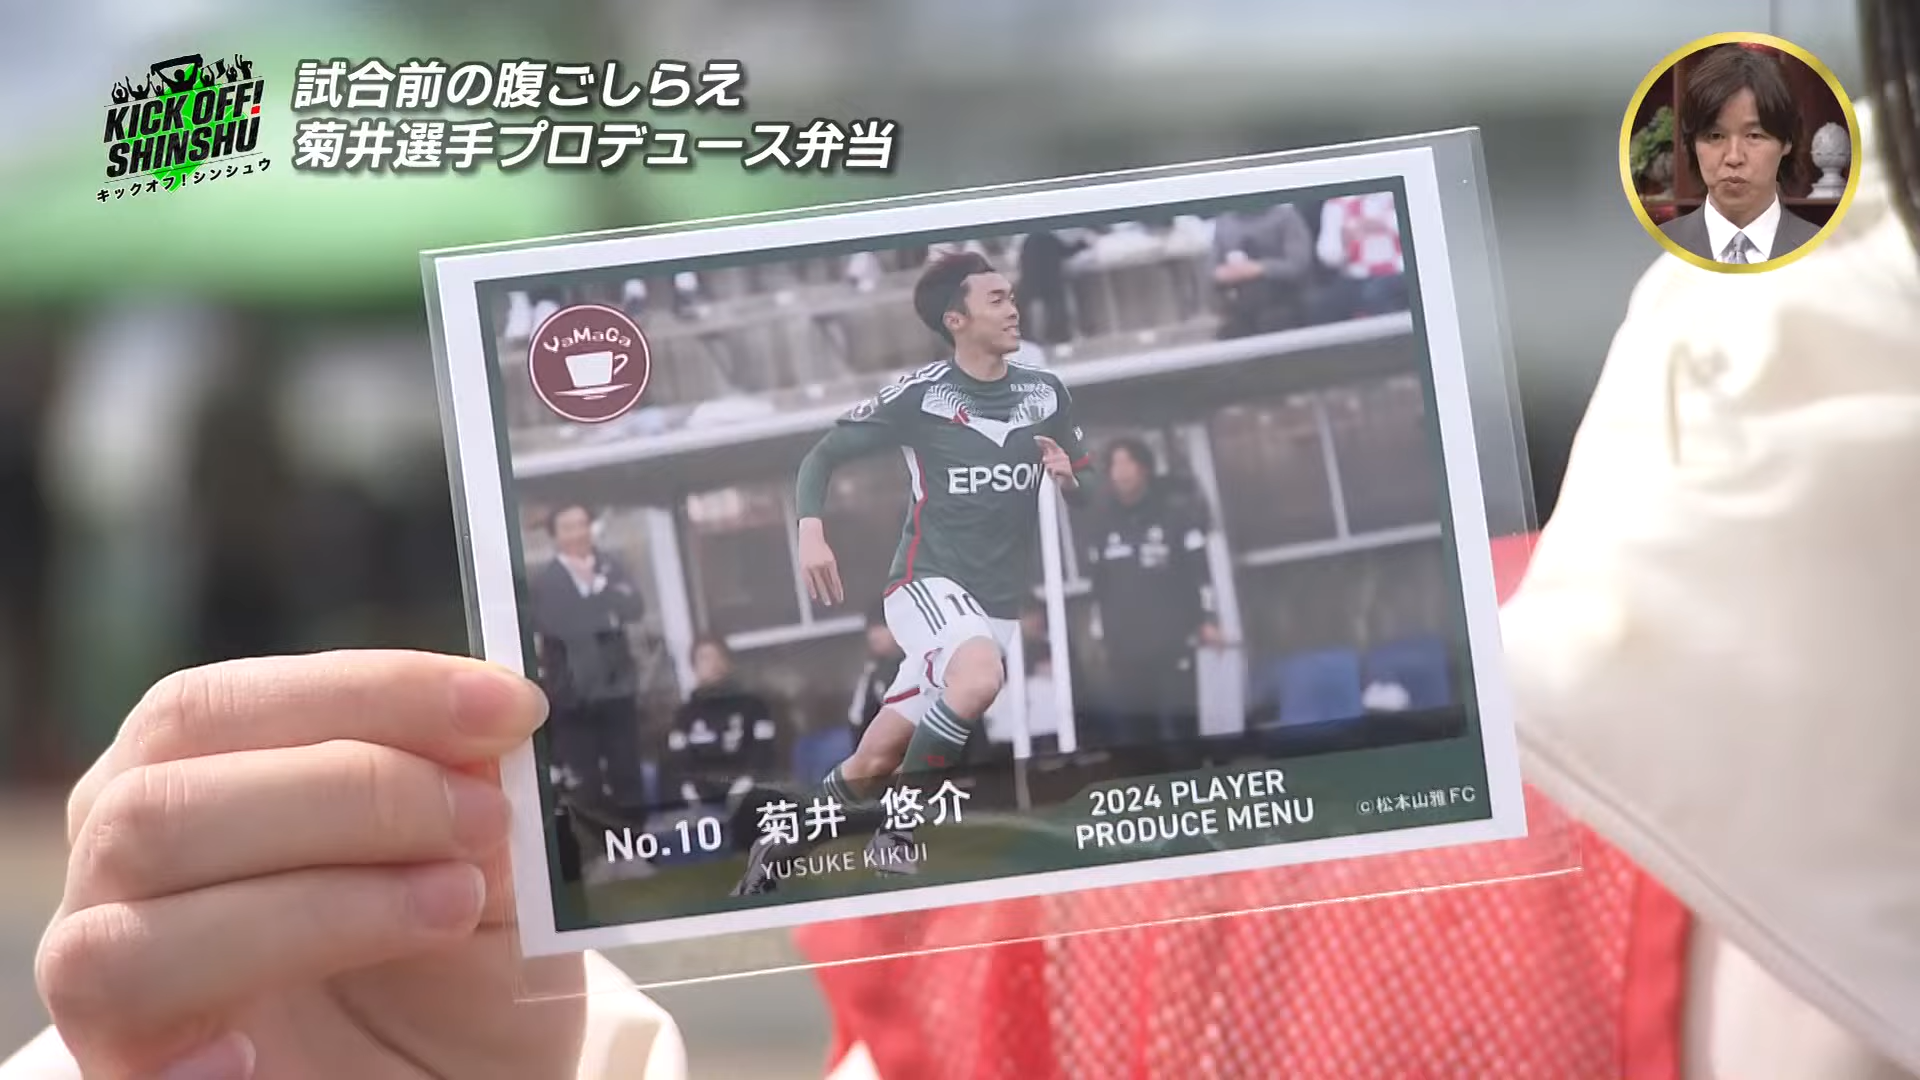 KICK OFF!
SHINSHU
キックオフ!シンシュウ
試合前の腹ごしらえ
菊井選手プロデュース弁当
YaMaGa
EPSON
10
No.10 菊井 悠介
YUSUKE KIKUI
2024 PLAYER
PRODUCE MENU
©松本山雅FC